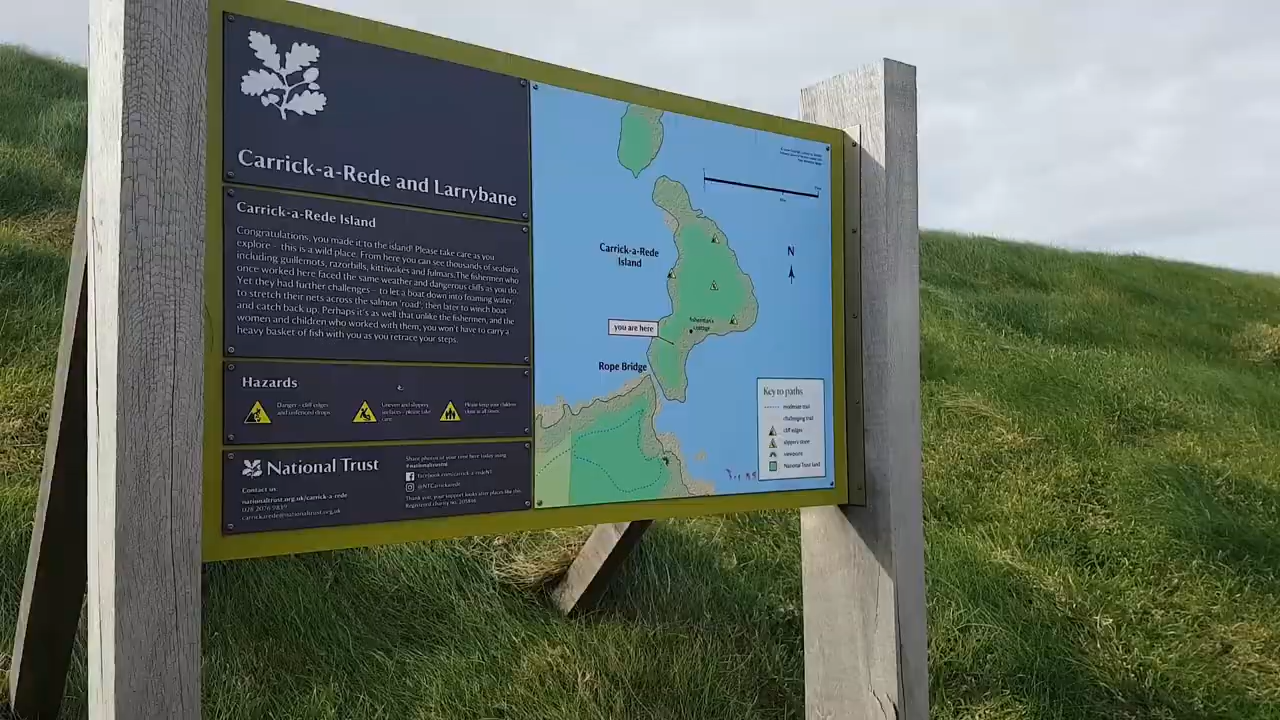 Carrick-a-Rede and Larrybane
Carrick-a-Rede Island
Congratulations, you made it to the island! Please take care as you
explore – this is a wild place. From here you can see thousands of seabirds
including guillemots, razorbills, kittiwakes and fulmars.The fishermen who
once worked here faced the same weather and dangerous cliffs as you do.
Yet they had further challenges – to let a boat down into foaming water,
to stretch their nets across the salmon 'road', then later to winch boat
and catch back up. Perhaps it's as well that unlike the fishermen, and the
women and children who worked with them, you won't have to carry a
heavy basket of fish with you as you retrace your steps.
Hazards
Danger – cliff edges
and unfenced drops
Uneven and slippery
surfaces – please take
care
Please keep your children
close at all times
National Trust
Contact us
nationaltrust.org.uk/carrick-a-rede
carrickarede@nationaltrust.org.uk
Share photos of your time here today using
#nationaltrust
facebook.com/carrick-a-redeNT
@NTCarrickarede
Thank you, your support looks after places like this
Registered charity no. 205846
Carrick-a-Rede
Island
N
fisherman's
cottage
you are here
Rope Bridge
Key to paths
moderate trail
challenging trail
cliff edges
slippery stone
viewpoint
National Trust land